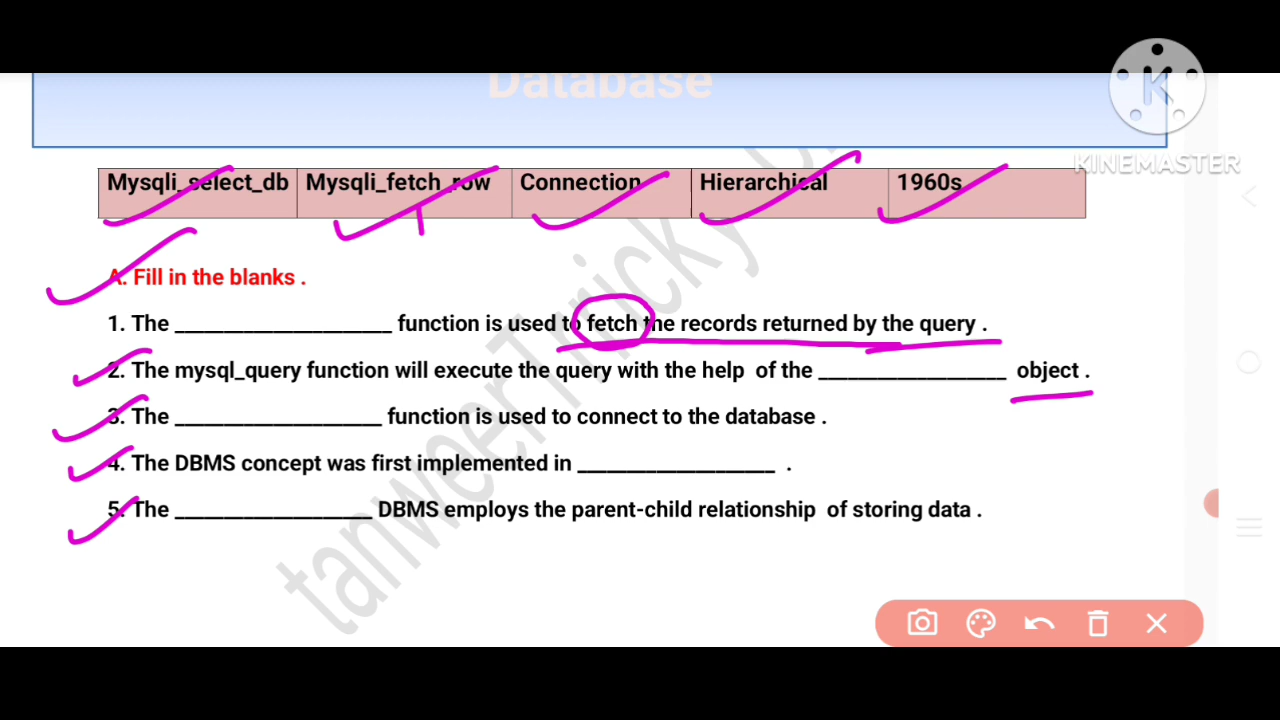 Database
KINEMASTER
Mysqli_select_db Mysqli_fetch_row Connection Hierarchical 1960s
A. Fill in the blanks .
1. The ____________________ function is used to fetch the records returned by the query .
2. The mysql_query function will execute the query with the help of the _________________ object .
3. The ___________________ function is used to connect to the database .
4. The DBMS concept was first implemented in __________________ .
5. The __________________ DBMS employs the parent-child relationship of storing data .
tanweerTricky